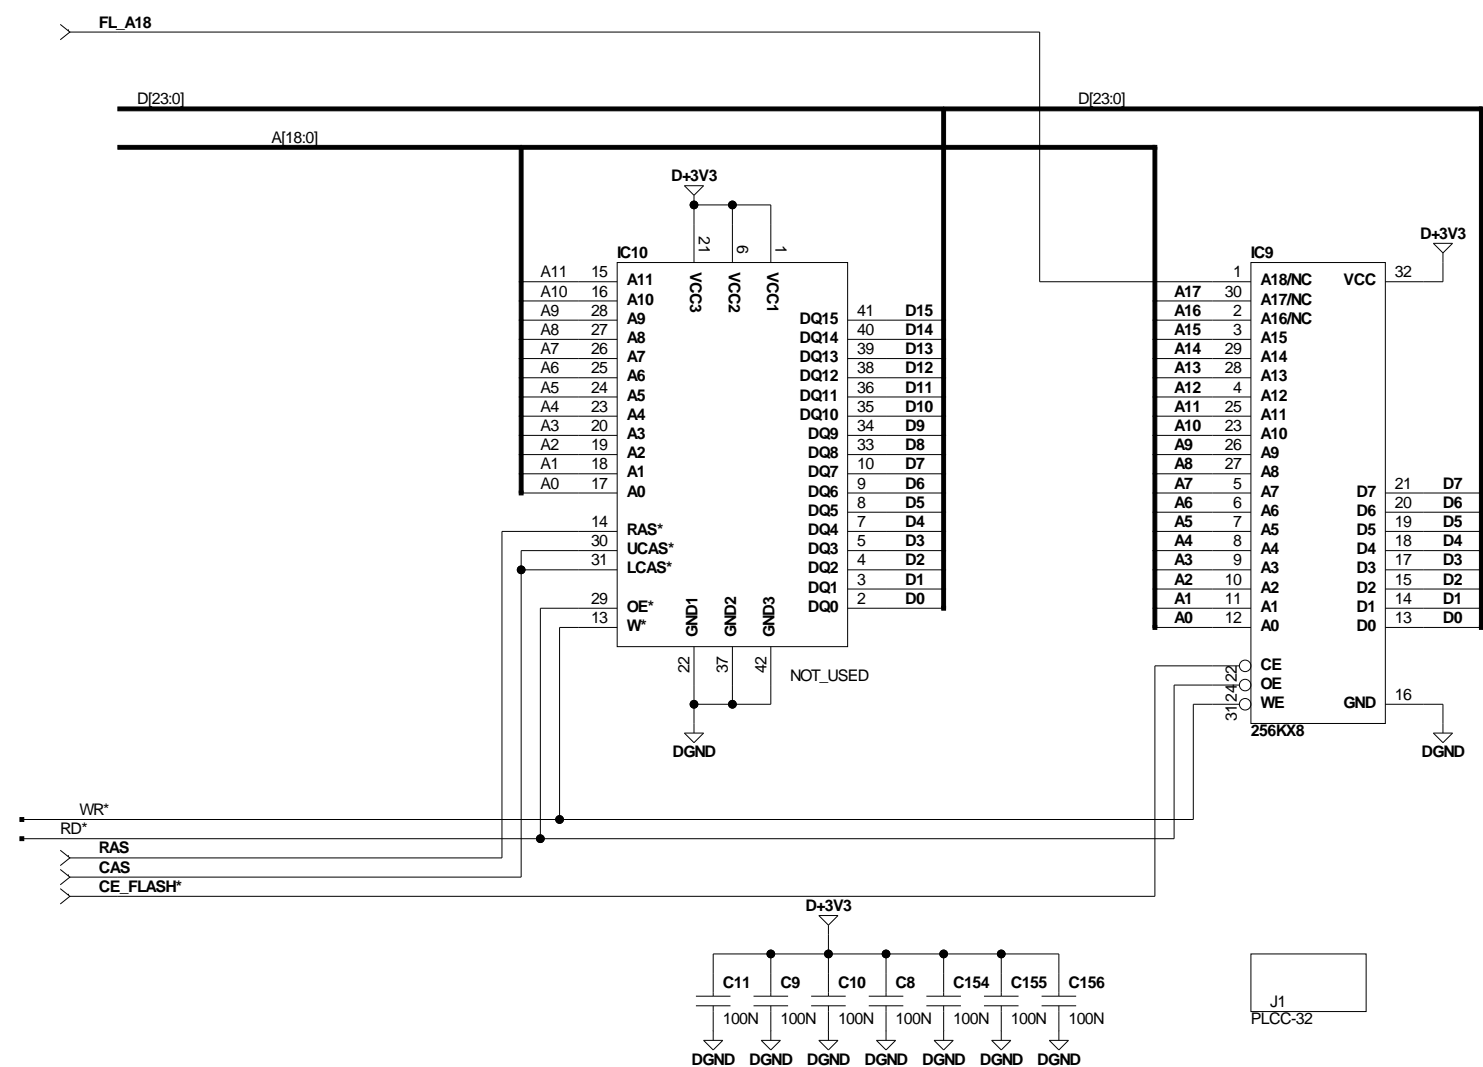 FL_A18
D[23:0] D[23:0]
A[18:0]
D+3V3
D+3V3
IC10 21 6 1 IC9
A11 15 A11 VCC3 VCC2 VCC1 1 A18/NC VCC 32
A10 16 A10 A17 30 A17/NC
A9 28 A9 DQ15 41 D15 A16 2 A16/NC
A8 27 A8 DQ14 40 D14 A15 3 A15
A7 26 A7 DQ13 39 D13 A14 29 A14
A6 25 A6 DQ12 38 D12 A13 28 A13
A5 24 A5 DQ11 36 D11 A12 4 A12
A4 23 A4 DQ10 35 D10 A11 25 A11
A3 20 A3 DQ9 34 D9 A10 23 A10
A2 19 A2 DQ8 33 D8 A9 26 A9
A1 18 A1 DQ7 10 D7 A8 27 A8
A0 17 A0 DQ6 9 D6 A7 5 A7 D7 21 D7
DQ5 8 D5 A6 6 A6 D6 20 D6
14 RAS* DQ4 7 D4 A5 7 A5 D5 19 D5
30 UCAS* DQ3 5 D3 A4 8 A4 D4 18 D4
31 LCAS* DQ2 4 D2 A3 9 A3 D3 17 D3
DQ1 3 D1 A2 10 A2 D2 15 D2
29 OE* DQ0 2 D0 A1 11 A1 D1 14 D1
13 W* GND1 GND2 GND3 A0 12 A0 D0 13 D0
22 37 42 NOT_USED
22 CE
24 OE
31 WE GND 16
256KX8
DGND DGND
WR*
RD*
RAS
CAS
CE_FLASH*
D+3V3
C11 C9 C10 C8 C154 C155 C156
100N 100N 100N 100N 100N 100N 100N
DGND DGND DGND DGND DGND DGND DGND
J1
PLCC-32